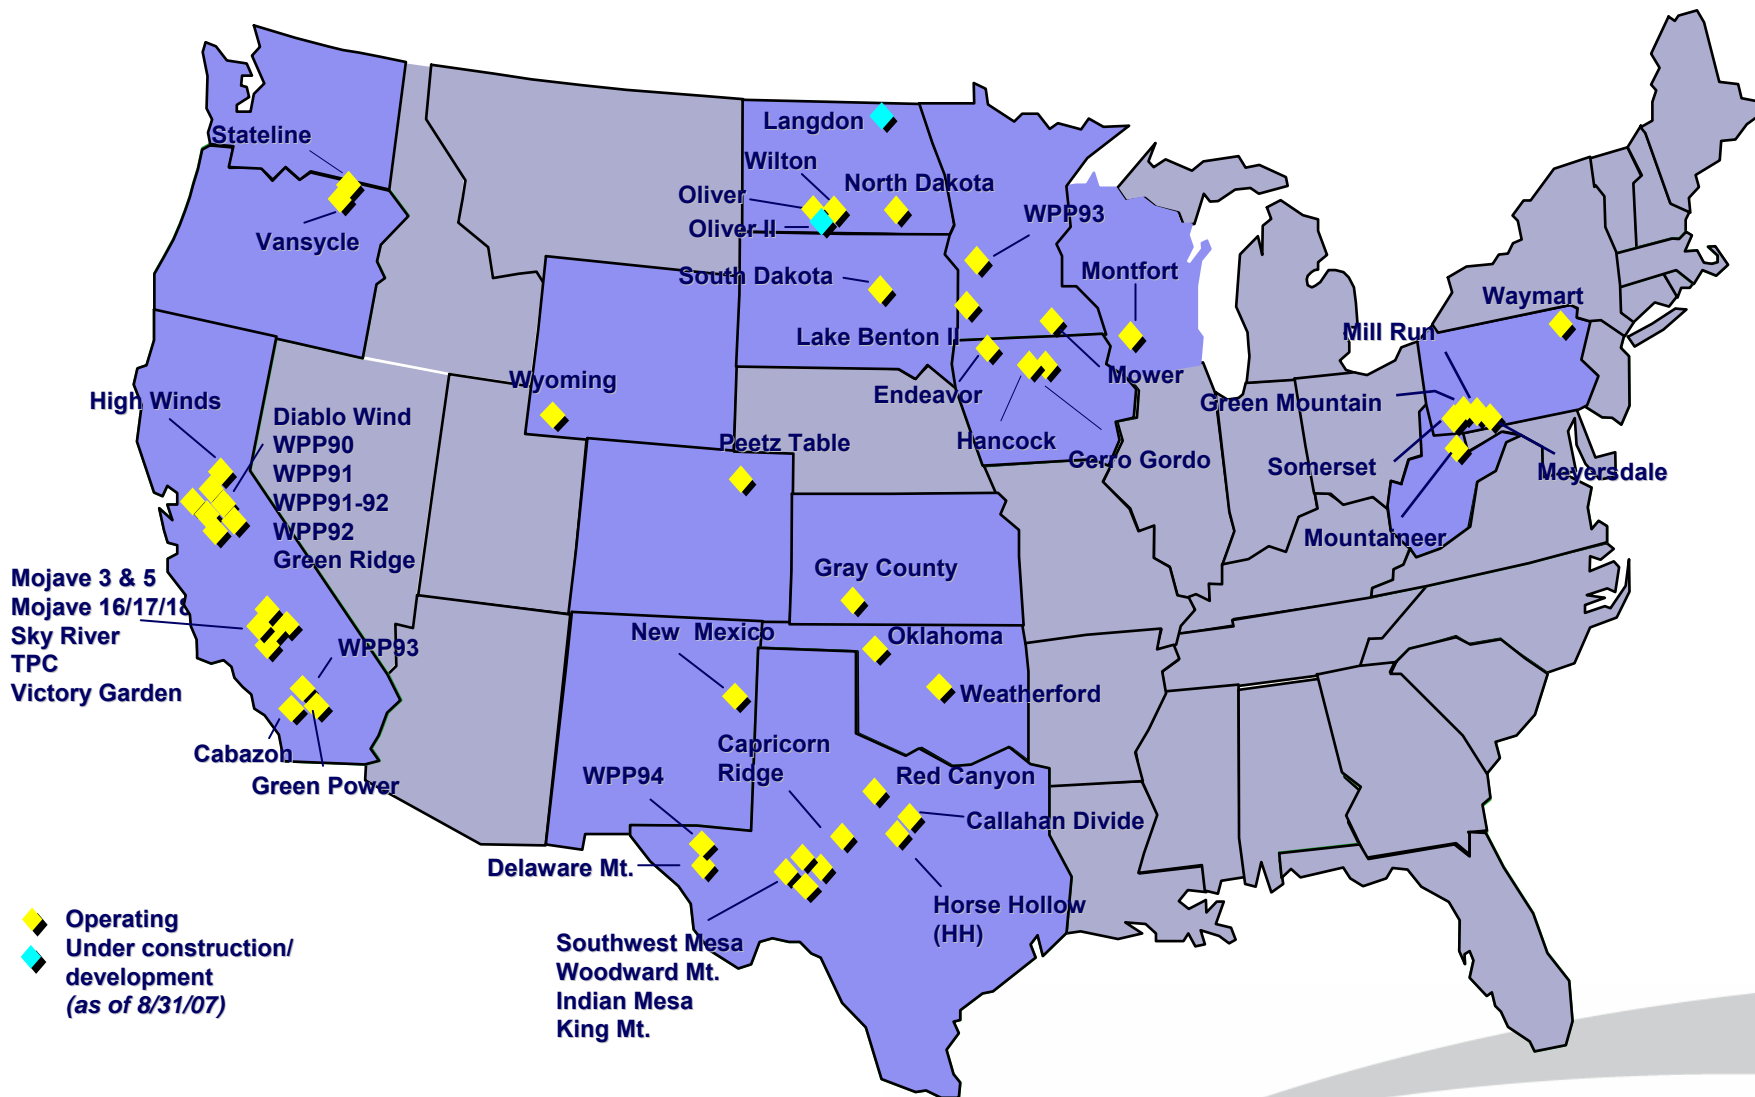 Langdon
Wilton
Oliver
North Dakota
Oliver II
WPP93
Stateline
Vansycle
South Dakota
Montfort
Lake Benton II
Waymart
Mill Run
Wyoming
Endeavor
Mower
Green Mountain
High Winds
Diablo Wind
WPP90
WPP91
WPP91-92
WPP92
Green Ridge
Peetz Table
Hancock
Cerro Gordo
Somerset
Meyersdale
Mountaineer
Mojave 3 & 5
Mojave 16/17/18
Sky River
TPC
Victory Garden
WPP93
Gray County
New Mexico
Oklahoma
Weatherford
Cabazon
Green Power
WPP94
Capricorn
Ridge
Red Canyon
Callahan Divide
Delaware Mt.
Horse Hollow
(HH)
Southwest Mesa
Woodward Mt.
Indian Mesa
King Mt.
Operating
Under construction/
development
(as of 8/31/07)